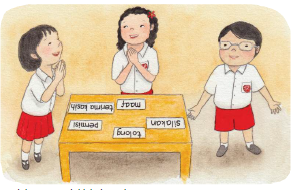 terima kasih
maaf
permisi
tolong
silakan